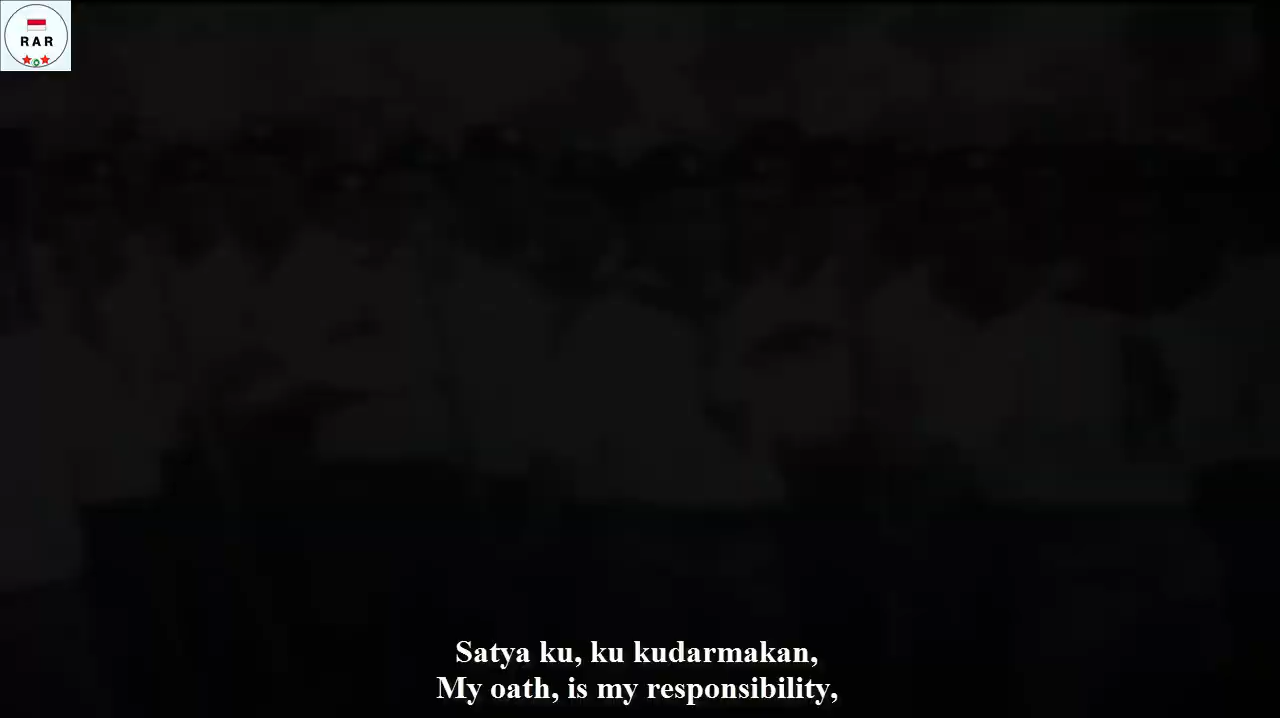 RAR
Satya ku, ku kudarmakan,
My oath, is my responsibility,